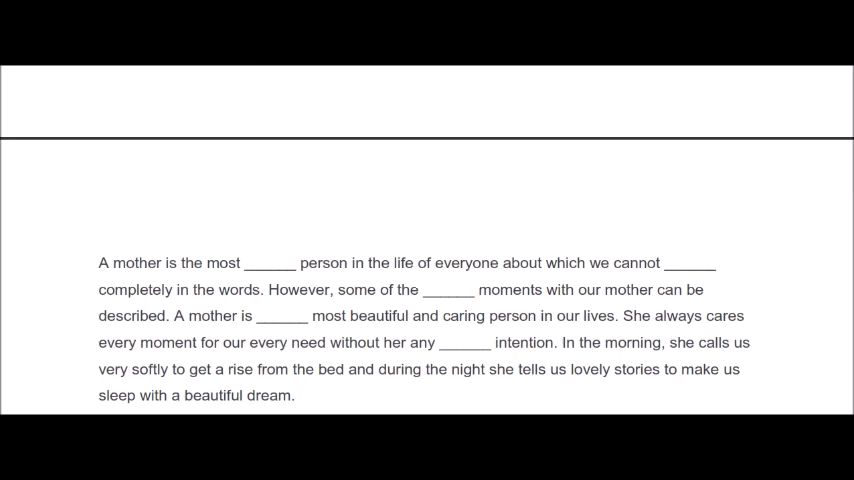 A mother is the most ______ person in the life of everyone about which we cannot ______
completely in the words. However, some of the ______ moments with our mother can be
described. A mother is ______ most beautiful and caring person in our lives. She always cares
every moment for our every need without her any ______ intention. In the morning, she calls us
very softly to get a rise from the bed and during the night she tells us lovely stories to make us
sleep with a beautiful dream.